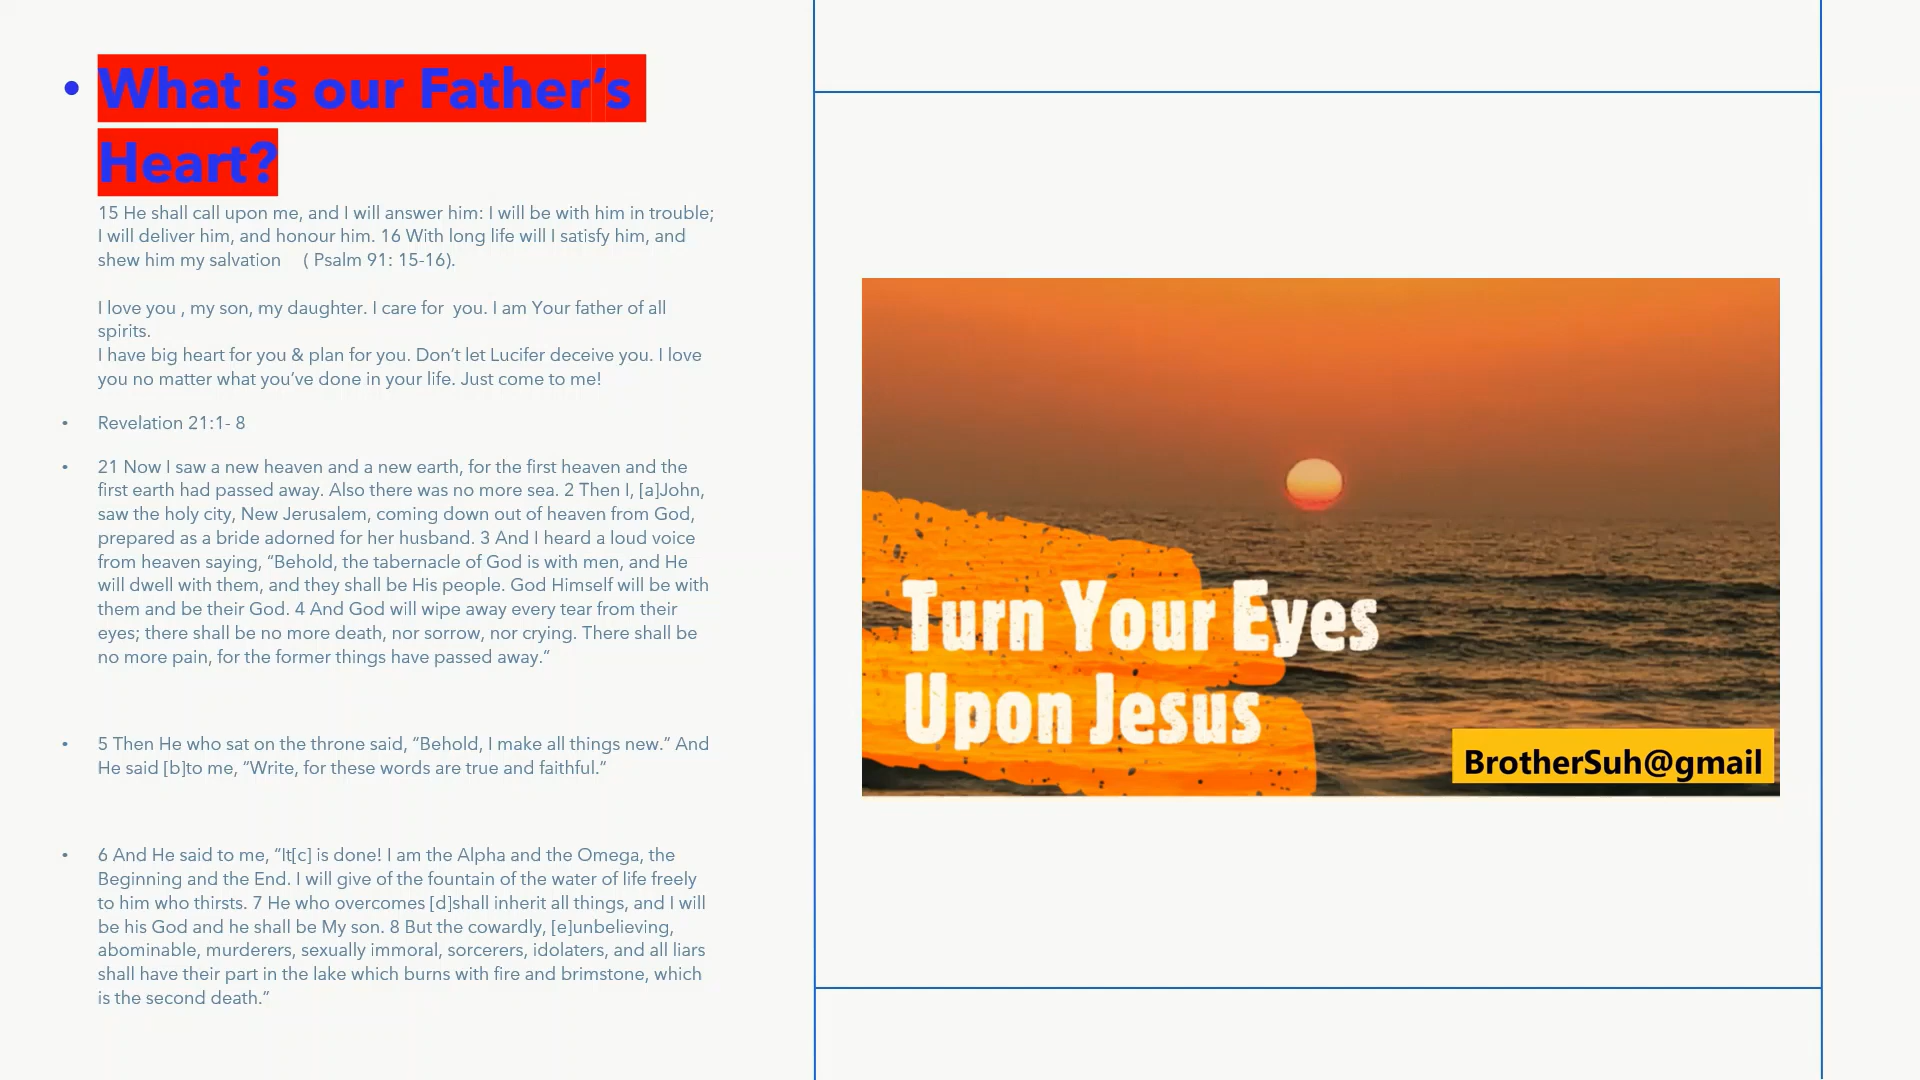 • What is our Father’s
Heart?
15 He shall call upon me, and I will answer him: I will be with him in trouble;
I will deliver him, and honour him. 16 With long life will I satisfy him, and
shew him my salvation ( Psalm 91: 15-16).
I love you , my son, my daughter. I care for you. I am Your father of all
spirits.
I have big heart for you & plan for you. Don’t let Lucifer deceive you. I love
you no matter what you’ve done in your life. Just come to me!
• Revelation 21:1- 8
• 21 Now I saw a new heaven and a new earth, for the first heaven and the
first earth had passed away. Also there was no more sea. 2 Then I, [a]John,
saw the holy city, New Jerusalem, coming down out of heaven from God,
prepared as a bride adorned for her husband. 3 And I heard a loud voice
from heaven saying, “Behold, the tabernacle of God is with men, and He
will dwell with them, and they shall be His people. God Himself will be with
them and be their God. 4 And God will wipe away every tear from their
eyes; there shall be no more death, nor sorrow, nor crying. There shall be
no more pain, for the former things have passed away.”
• 5 Then He who sat on the throne said, “Behold, I make all things new.” And
He said [b]to me, “Write, for these words are true and faithful.”
• 6 And He said to me, “It[c] is done! I am the Alpha and the Omega, the
Beginning and the End. I will give of the fountain of the water of life freely
to him who thirsts. 7 He who overcomes [d]shall inherit all things, and I will
be his God and he shall be My son. 8 But the cowardly, [e]unbelieving,
abominable, murderers, sexually immoral, sorcerers, idolaters, and all liars
shall have their part in the lake which burns with fire and brimstone, which
is the second death.”
Turn Your Eyes
Upon Jesus
BrotherSuh@gmail